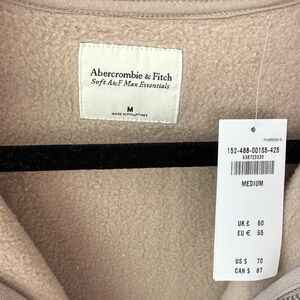 Abercrombie & Fitch
Soft A&F Max Essentials
M
MADE IN PHILIPPINES
152-488-00155-425
MEDIUM
UK £ 60
EU € 65
US $ 70
CAN $ 87